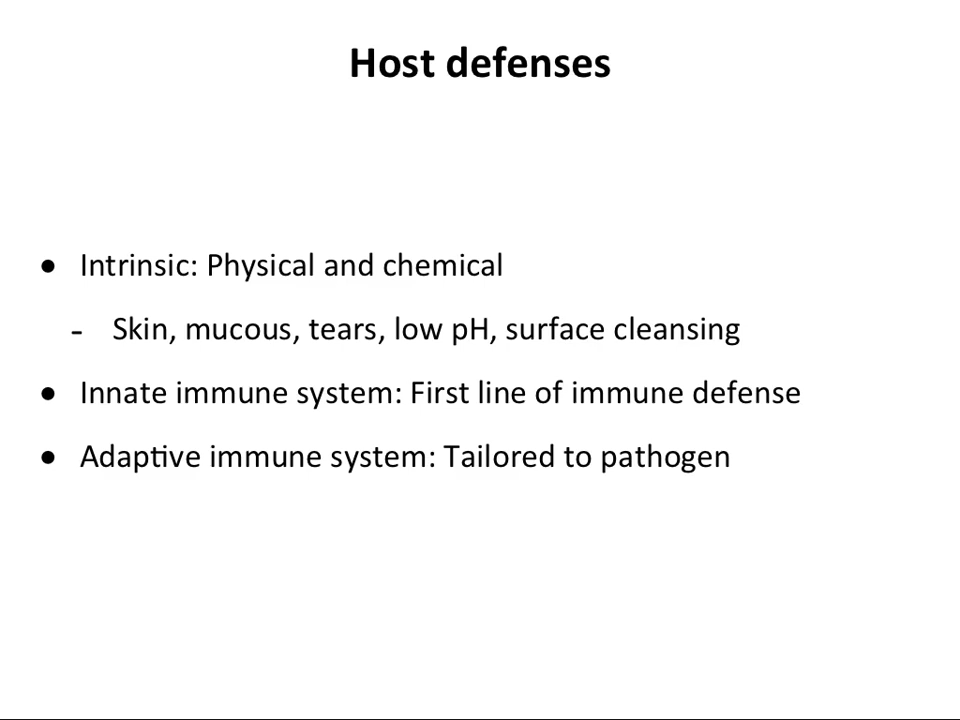 Host defenses
• Intrinsic: Physical and chemical
- Skin, mucous, tears, low pH, surface cleansing
• Innate immune system: First line of immune defense
• Adaptive immune system: Tailored to pathogen